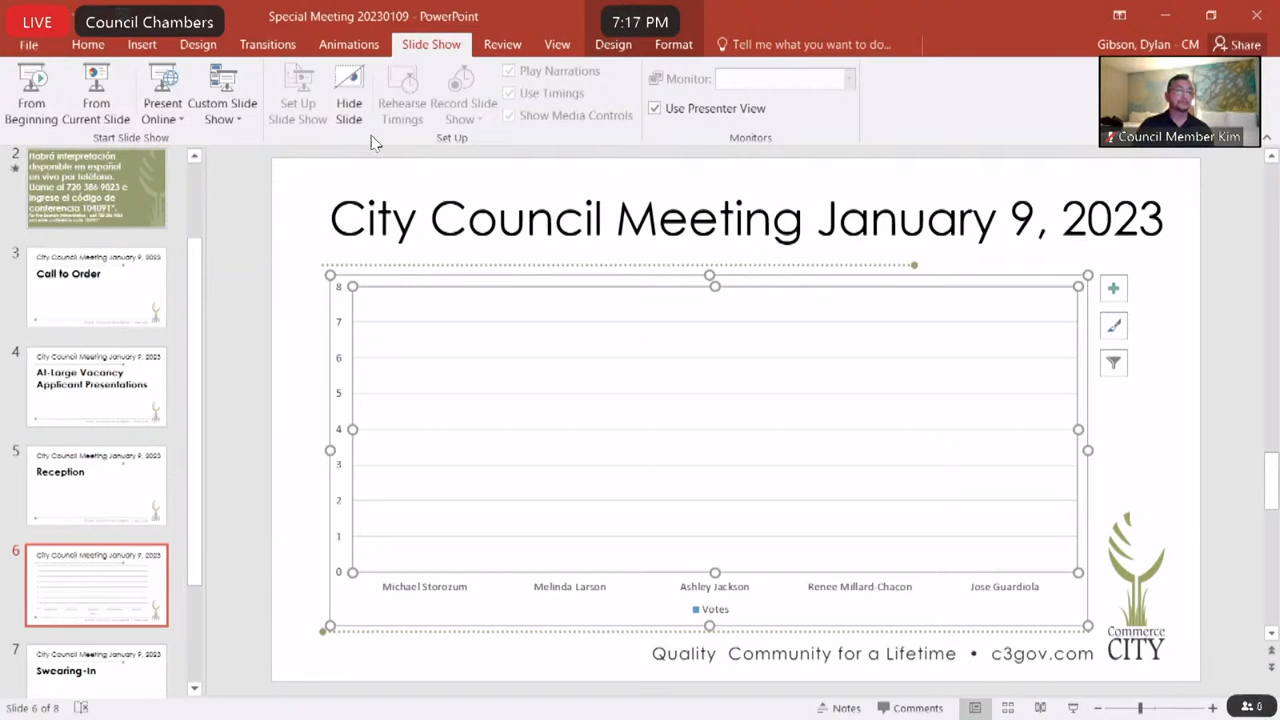 LIVE
Council Chambers
Special Meeting 20230109 - PowerPoint
7:17 PM
File Home Insert Design Transitions Animations Slide Show Review View Design Format Tell me what you want to do... Gibson, Dylan - CM Share
From Beginning
From Current Slide
Present Online
Custom Slide Show
Start Slide Show
Set Up Slide Show
Hide Slide
Rehearse Timings
Record Slide Show
Play Narrations
Use Timings
Show Media Controls
Set Up
Monitor:
Use Presenter View
Monitors
Council Member Kim
2
Habrá interpretación
disponible en español
en vivo por teléfono.
Llame al 720 386 9023 e
ingrese el código de
conferencia 104091".
3
City Council Meeting January 9, 2023
Call to Order
4
City Council Meeting January 9, 2023
At-Large Vacancy
Applicant Presentations
5
City Council Meeting January 9, 2023
Reception
6
City Council Meeting January 9, 2023
7
City Council Meeting January 9, 2023
Swearing-In
City Council Meeting January 9, 2023
8
7
6
5
4
3
2
1
0
Michael Storozum Melinda Larson Ashley Jackson Renee Millard-Chacon Jose Guardiola
Votes
Commerce
CITY
Quality Community for a Lifetime • c3gov.com
Slide 6 of 8
Notes Comments
6